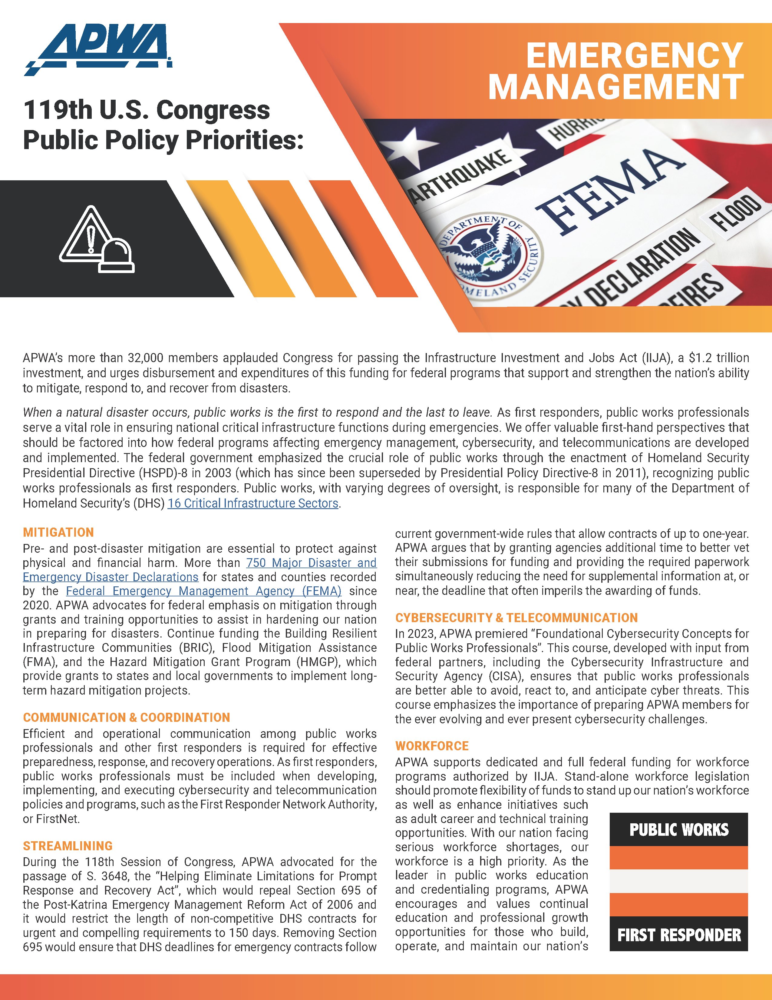 APWA
EMERGENCY
MANAGEMENT
119th U.S. Congress
Public Policy Priorities:
ARTHQUAKE
FEMA
FLOOD
DEPARTMENT OF
OMELAND SECURITY
DECLARATION
FIRES
APWA’s more than 32,000 members applauded Congress for passing the Infrastructure Investment and Jobs Act (IIJA), a $1.2 trillion
investment, and urges disbursement and expenditures of this funding for federal programs that support and strengthen the nation’s ability
to mitigate, respond to, and recover from disasters.
When a natural disaster occurs, public works is the first to respond and the last to leave. As first responders, public works professionals
serve a vital role in ensuring national critical infrastructure functions during emergencies. We offer valuable first-hand perspectives that
should be factored into how federal programs affecting emergency management, cybersecurity, and telecommunications are developed
and implemented. The federal government emphasized the crucial role of public works through the enactment of Homeland Security
Presidential Directive (HSPD)-8 in 2003 (which has since been superseded by Presidential Policy Directive-8 in 2011), recognizing public
works professionals as first responders. Public works, with varying degrees of oversight, is responsible for many of the Department of
Homeland Security’s (DHS) 16 Critical Infrastructure Sectors.
MITIGATION
Pre- and post-disaster mitigation are essential to protect against
physical and financial harm. More than 750 Major Disaster and
Emergency Disaster Declarations for states and counties recorded
by the Federal Emergency Management Agency (FEMA) since
2020. APWA advocates for federal emphasis on mitigation through
grants and training opportunities to assist in hardening our nation
in preparing for disasters. Continue funding the Building Resilient
Infrastructure Communities (BRIC), Flood Mitigation Assistance
(FMA), and the Hazard Mitigation Grant Program (HMGP), which
provide grants to states and local governments to implement long-
term hazard mitigation projects.
COMMUNICATION & COORDINATION
Efficient and operational communication among public works
professionals and other first responders is required for effective
preparedness, response, and recovery operations. As first responders,
public works professionals must be included when developing,
implementing, and executing cybersecurity and telecommunication
policies and programs, such as the First Responder Network Authority,
or FirstNet.
STREAMLINING
During the 118th Session of Congress, APWA advocated for the
passage of S. 3648, the “Helping Eliminate Limitations for Prompt
Response and Recovery Act”, which would repeal Section 695 of
the Post-Katrina Emergency Management Reform Act of 2006 and
it would restrict the length of non-competitive DHS contracts for
urgent and compelling requirements to 150 days. Removing Section
695 would ensure that DHS deadlines for emergency contracts follow
current government-wide rules that allow contracts of up to one-year.
APWA argues that by granting agencies additional time to better vet
their submissions for funding and providing the required paperwork
simultaneously reducing the need for supplemental information at, or
near, the deadline that often imperils the awarding of funds.
CYBERSECURITY & TELECOMMUNICATION
In 2023, APWA premiered “Foundational Cybersecurity Concepts for
Public Works Professionals”. This course, developed with input from
federal partners, including the Cybersecurity Infrastructure and
Security Agency (CISA), ensures that public works professionals
are better able to avoid, react to, and anticipate cyber threats. This
course emphasizes the importance of preparing APWA members for
the ever evolving and ever present cybersecurity challenges.
WORKFORCE
APWA supports dedicated and full federal funding for workforce
programs authorized by IIJA. Stand-alone workforce legislation
should promote flexibility of funds to stand up our nation’s workforce
as well as enhance initiatives such
as adult career and technical training
opportunities. With our nation facing
serious workforce shortages, our
workforce is a high priority. As the
leader in public works education
and credentialing programs, APWA
encourages and values continual
education and professional growth
opportunities for those who build,
operate, and maintain our nation’s
PUBLIC WORKS
FIRST RESPONDER